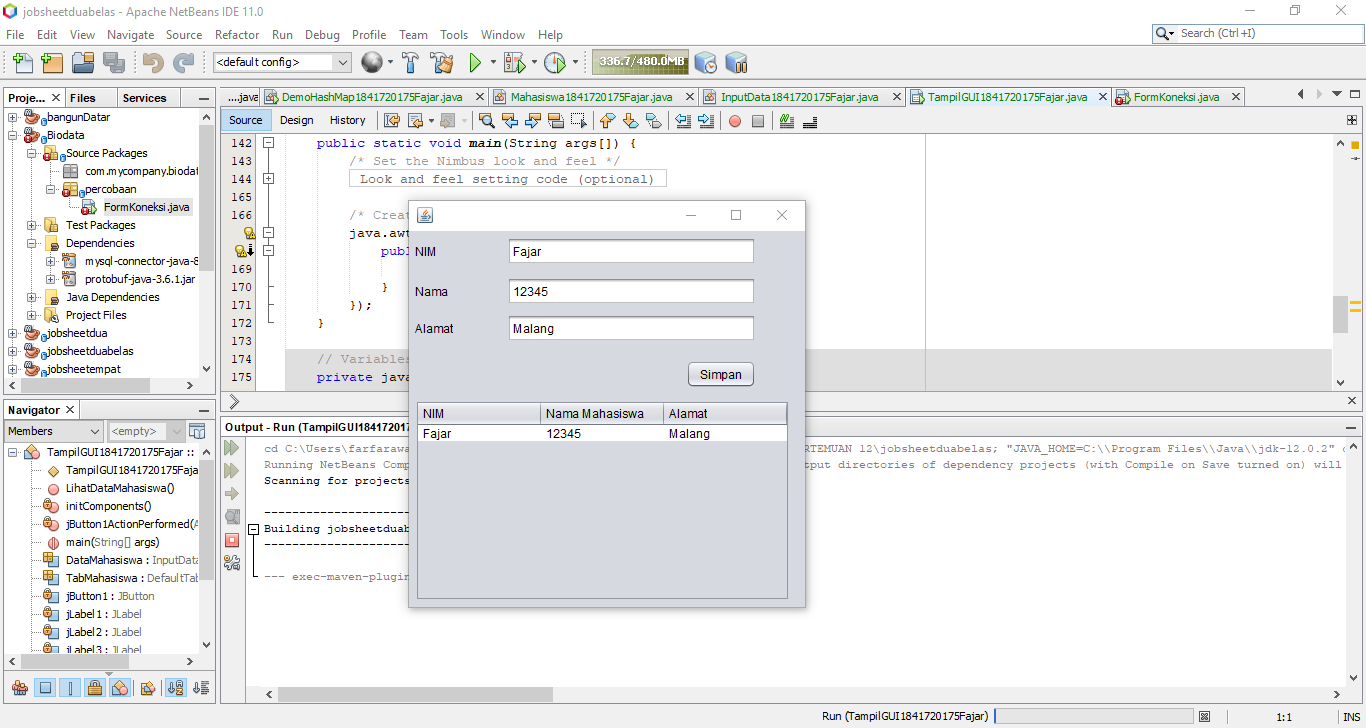 jobsheetduabelas - Apache NetBeans IDE 11.0
File Edit View Navigate Source Refactor Run Debug Profile Team Tools Window Help
Search (Ctrl+I)
<default config>
336.7/480.0MB
Proje... Files Services
bangunDatar
Biodata
Source Packages
com.mycompany.biodat
percobaan
FormKoneksi.java
Test Packages
Dependencies
mysql-connector-java-8
protobuf-java-3.6.1.jar
Java Dependencies
Project Files
jobsheetdua
jobsheetduabelas
jobsheetempat
....java DemoHashMap1841720175Fajar.java Mahasiswa1841720175Fajar.java InputData1841720175Fajar.java TampilGUI1841720175Fajar.java FormKoneksi.java
Source Design History
142 public static void main(String args[]) {
143 /* Set the Nimbus look and feel */
144 Look and feel setting code (optional)
165
166 /* Creat
java.awt
publ
169
170 }
171 });
172 }
173
174 // Variables
175 private java
NIM Fajar
Nama 12345
Alamat Malang
Simpan
NIM Nama Mahasiswa Alamat
Fajar 12345 Malang
Navigator
Members <empty>
TampilGUI1841720175Fajar ::
TampilGUI1841720175Faja
LihatDataMahasiswa()
initComponents()
jButton1ActionPerformed(A
main(String[] args)
DataMahasiswa : InputData
TabMahasiswa : DefaultTab
jButton1 : JButton
jLabel1 : JLabel
jLabel2 : JLabel
jLabel3 : JLabel
Output - Run (TampilGUI184172017
cd C:\Users\farfarawa RTEMUAN 12\jobsheetduabelas; "JAVA_HOME=C:\\Program Files\\Java\\jdk-12.0.2" c
Running NetBeans Comp tput directories of dependency projects (with Compile on Save turned on) will
Scanning for projects
------------------------
Building jobsheetduab
------------------------
--- exec-maven-plugin
Run (TampilGUI1841720175Fajar)
1:1 INS